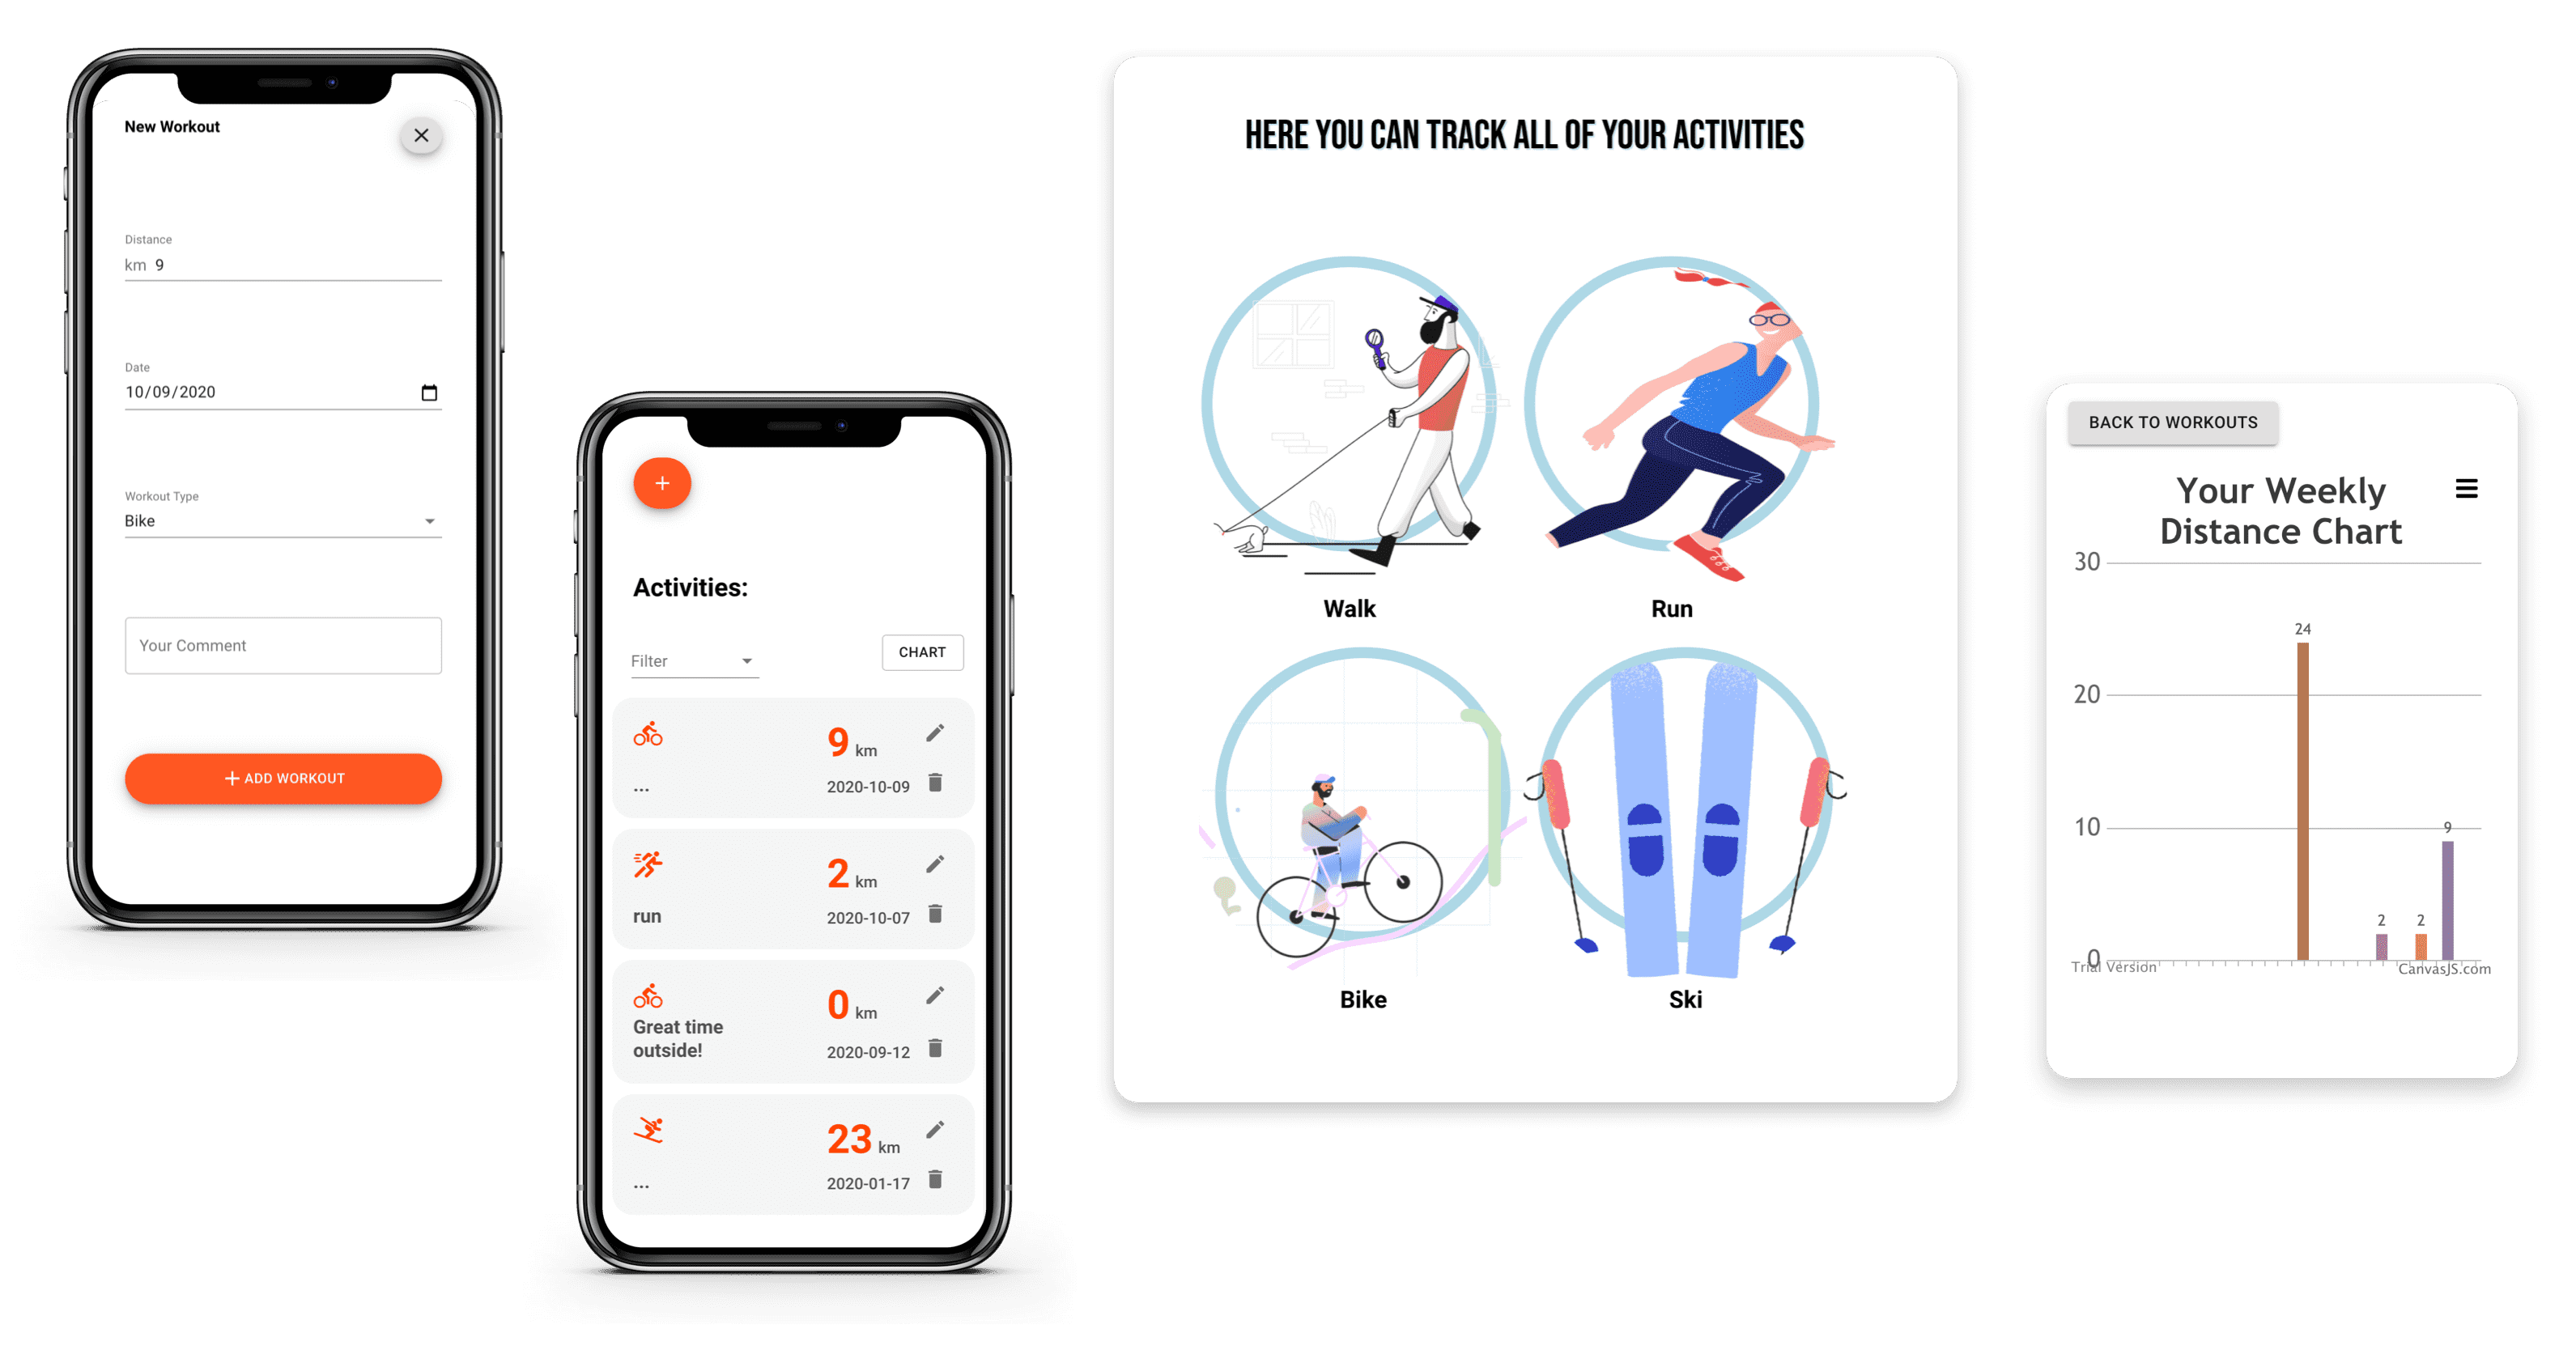 New Workout
Distance
km 9
Date
10/09/2020
Workout Type
Bike
Your Comment
+ ADD WORKOUT
+
Activities:
Filter
CHART
9 km
... 2020-10-09
2 km
run 2020-10-07
0 km
Great time
outside!
2020-09-12
23 km
... 2020-01-17
HERE YOU CAN TRACK ALL OF YOUR ACTIVITIES
Walk
Run
Bike
Ski
BACK TO WORKOUTS
Your Weekly
Distance Chart
30
24
20
10
9
2
2
0
Trial Version
CanvasJS.com